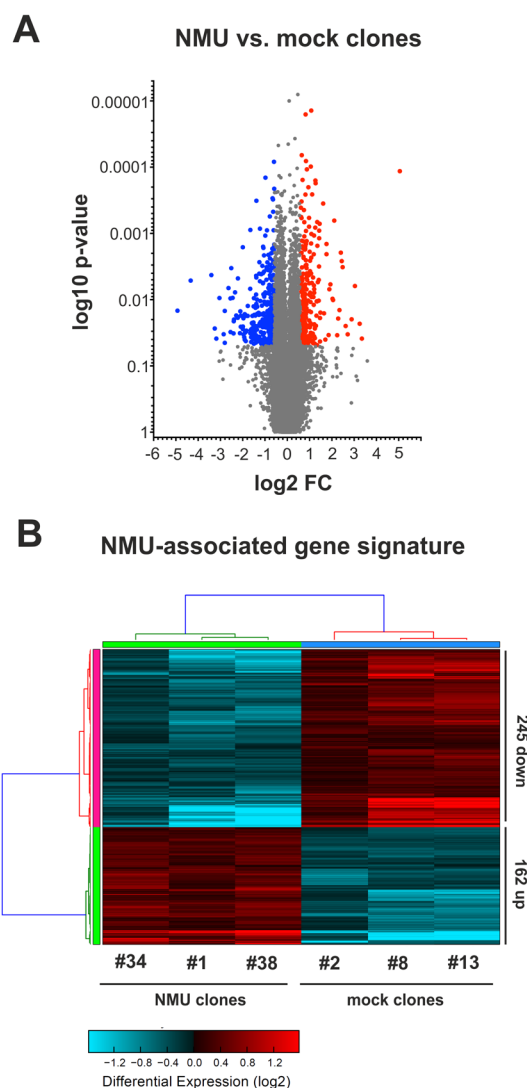 A
NMU vs. mock clones
0.00001
0.0001
0.001
0.01
0.1
1
log10 p-value
-6 -5 -4 -3 -2 -1 0 1 2 3 4 5
log2 FC
B
NMU-associated gene signature
245 down
162 up
#34 #1 #38 #2 #8 #13
NMU clones mock clones
-1.2 -0.8 -0.4 0.0 0.4 0.8 1.2
Differential Expression (log2)